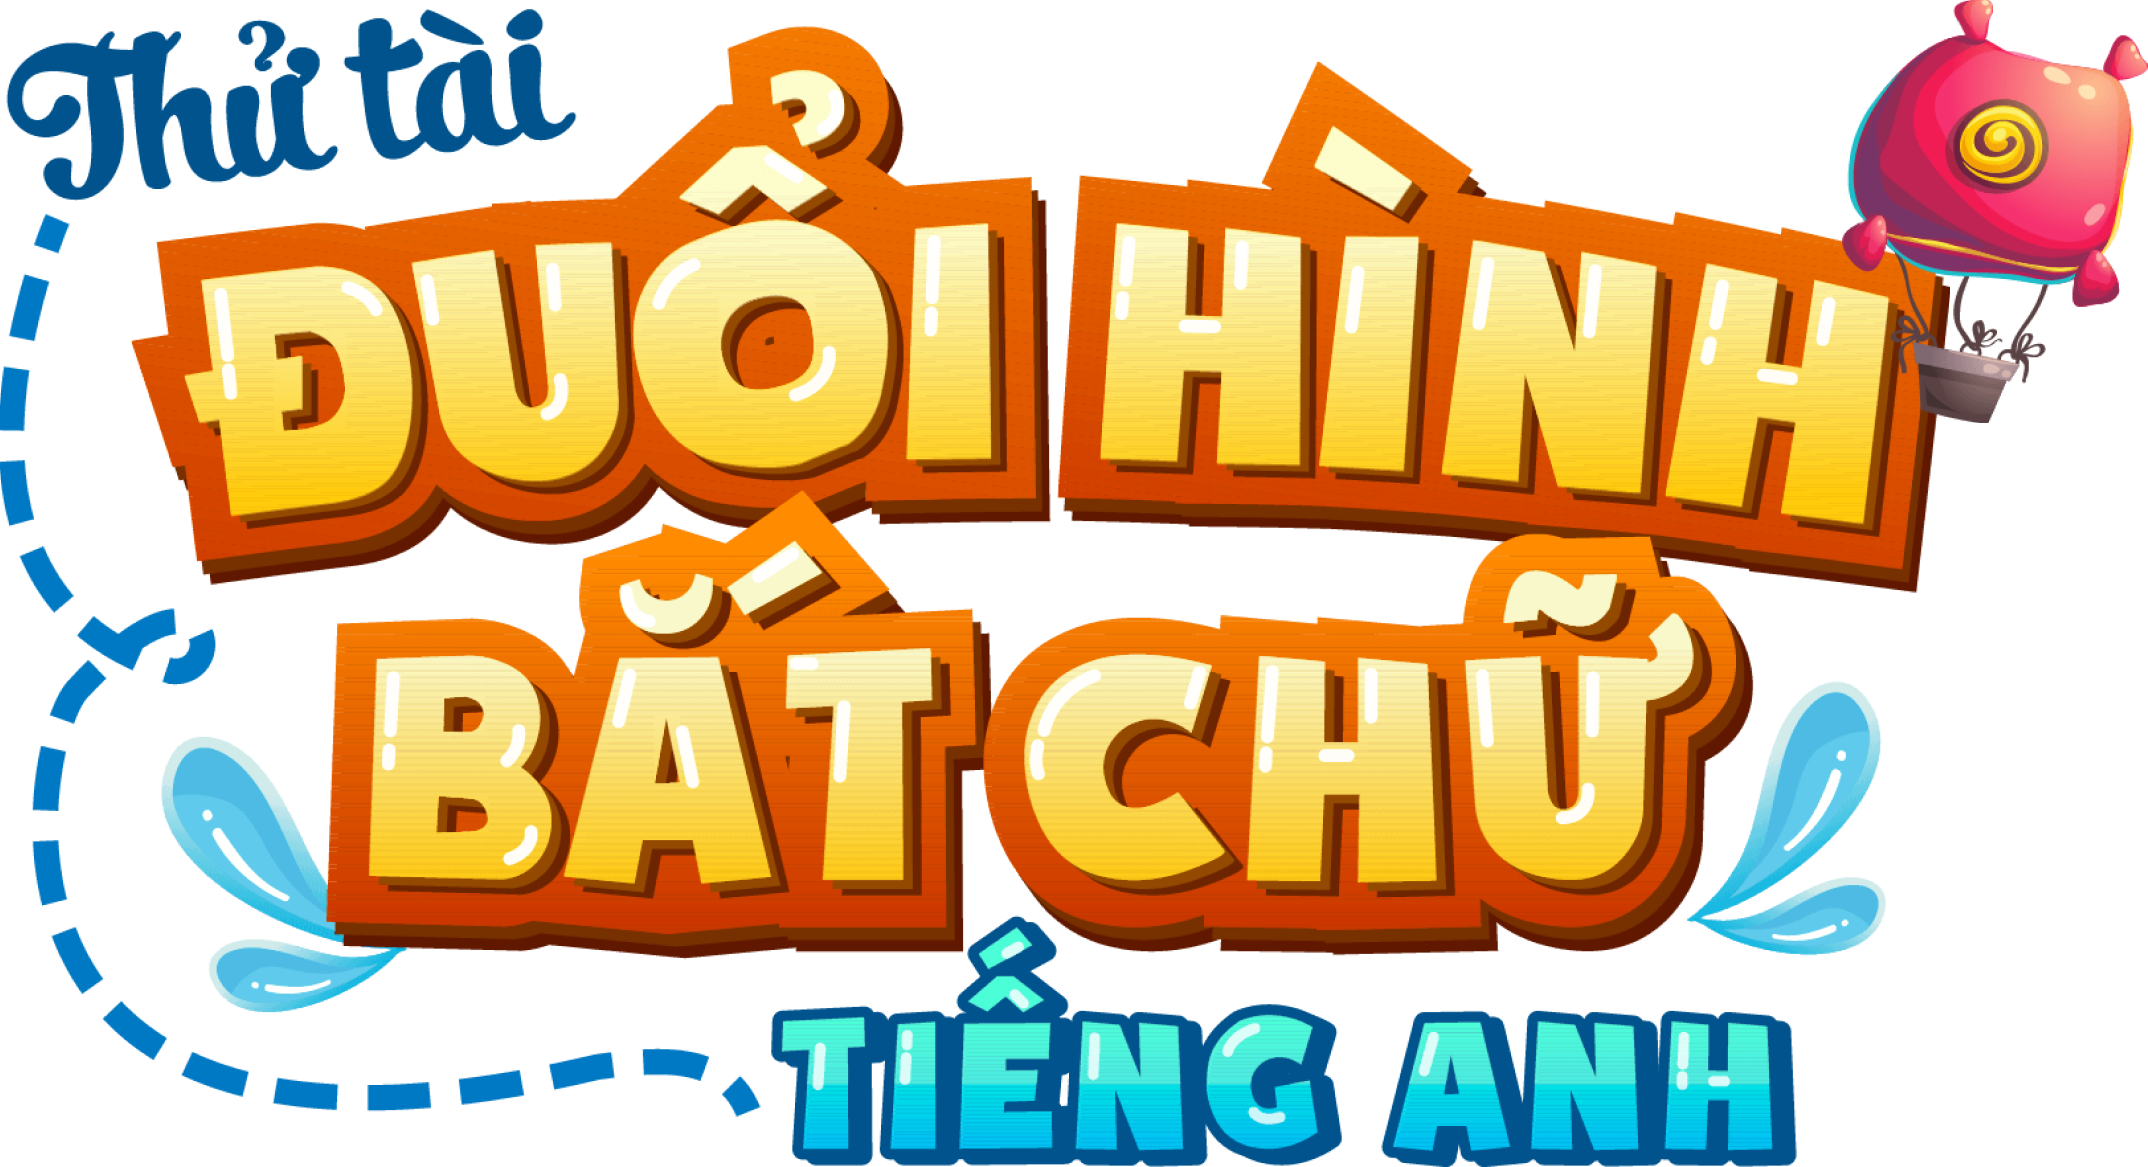 Thử tài
ĐUỔI HÌNH
BẮT CHỮ
TIẾNG ANH